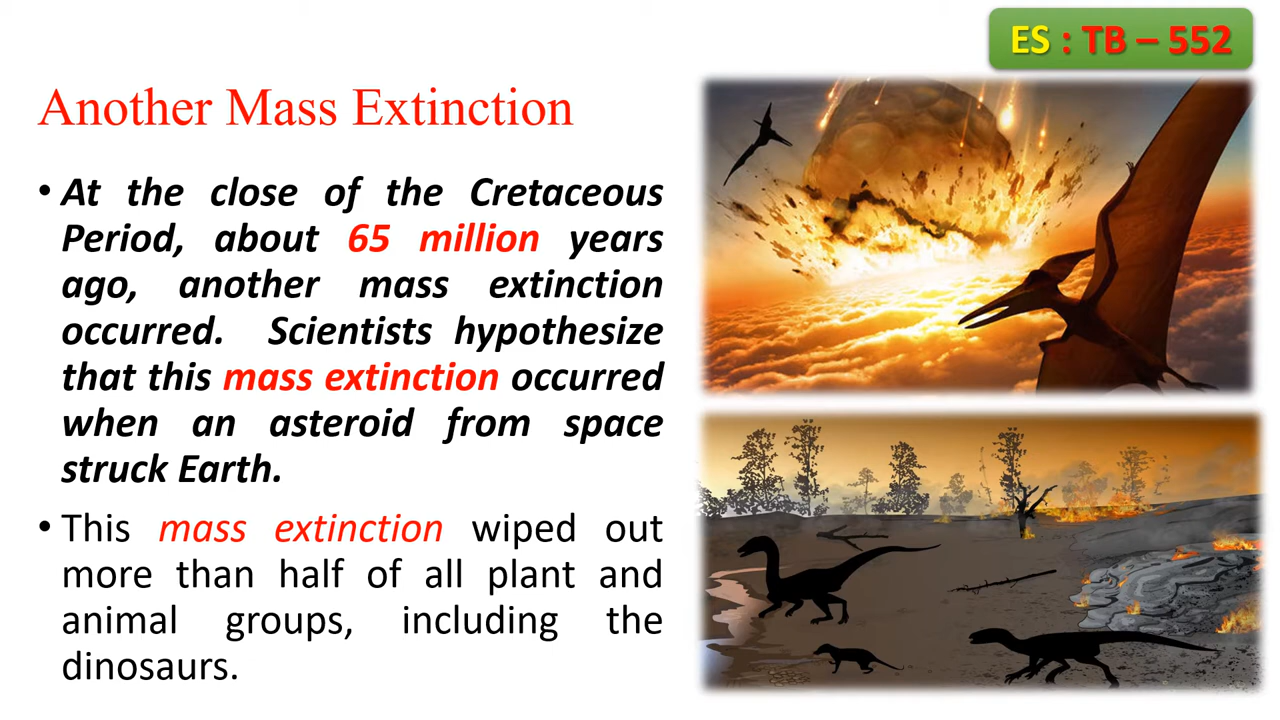 ES : TB – 552
Another Mass Extinction
• At the close of the Cretaceous
Period, about 65 million years
ago, another mass extinction
occurred. Scientists hypothesize
that this mass extinction occurred
when an asteroid from space
struck Earth.
• This mass extinction wiped out
more than half of all plant and
animal groups, including the
dinosaurs.